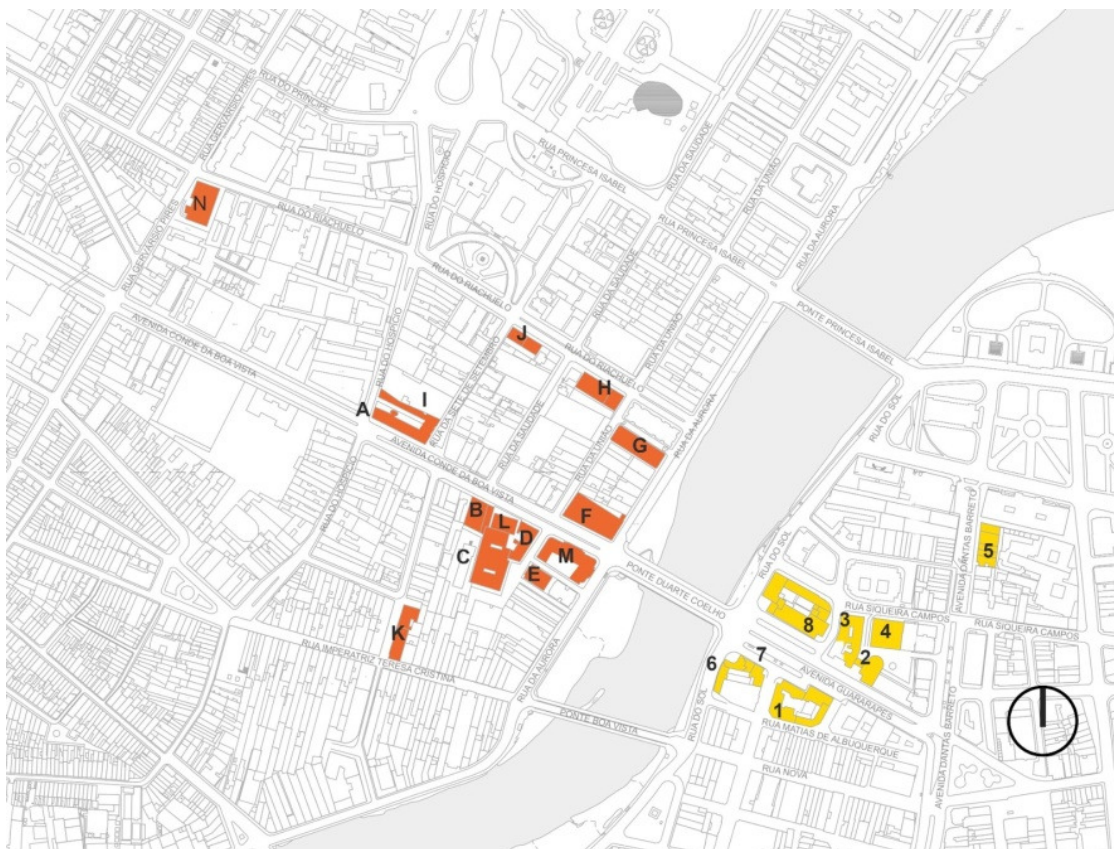 RUA DO PRÍNCIPE
RUA GERVÁSIO PIRES
RUA PRINCESA ISABEL
RUA DA SAUDADE
RUA DA UNIÃO
RUA DO HOSPÍCIO
N
RUA DO RIACHUELO
RUA GERVÁSIO PIRES
RUA DO RIACHUELO
RUA DA SAUDADE
RUA PRINCESA ISABEL
RUA DA AURORA
PONTE PRINCESA ISABEL
AVENIDA CONDE DA BOA VISTA
RUA DO HOSPÍCIO
J
RUA DA SETE DE SETEMBRO
RUA DO RIACHUELO
RUA DA UNIÃO
H
RUA DO SOL
I
A
RUA DA SAUDADE
RUA DA UNIÃO
G
RUA DA AURORA
AVENIDA CONDE DA BOA VISTA
RUA DO HOSPÍCIO
B
L
D
C
F
M
E
PONTE DUARTE COELHO
RUA DO SOL
AVENIDA DANTAS BARRETO
5
RUA SIQUEIRA CAMPOS
RUA SIQUEIRA CAMPOS
8
3
4
2
K
RUA IMPERATRIZ TERESA CRISTINA
RUA DA AURORA
6
7
AVENIDA GUARARAPES
1
RUA DO SOL
RUA MATIAS DE ALBUQUERQUE
PONTE BOA VISTA
RUA NOVA
AVENIDA DANTAS BARRETO